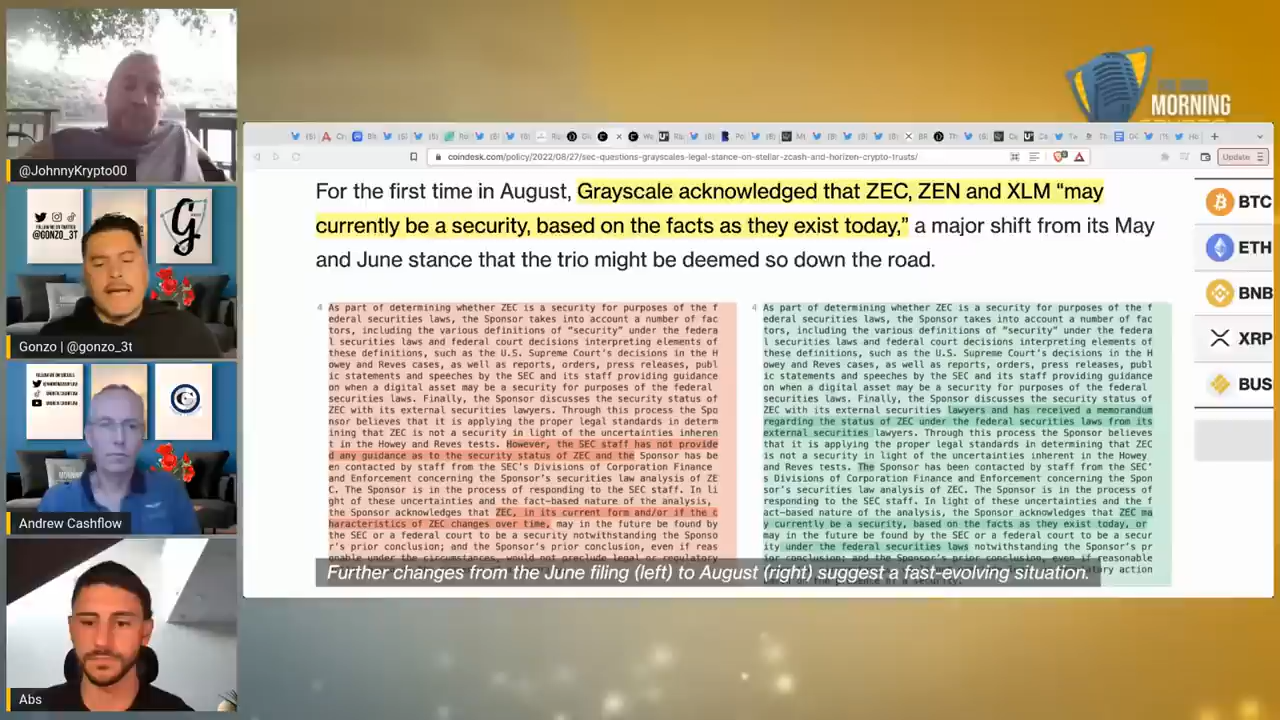 @JohnnyKrypto00
FOLLOW ME ON TWITTER
@GONZO_3T
Gonzo | @gonzo_3t
Andrew Cashflow
Abs
MORNING
coindesk.com/policy/2022/08/27/sec-questions-grayscales-legal-stance-on-stellar-zcash-and-horizen-crypto-trusts/
Update
For the first time in August, Grayscale acknowledged that ZEC, ZEN and XLM “may
currently be a security, based on the facts as they exist today,” a major shift from its May
and June stance that the trio might be deemed so down the road.
4 As part of determining whether ZEC is a security for purposes of the f
ederal securities laws, the Sponsor takes into account a number of fac
tors, including the various definitions of “security” under the federa
l securities laws and federal court decisions interpreting elements of
these definitions, such as the U.S. Supreme Court’s decisions in the H
owey and Reves cases, as well as reports, orders, press releases, publ
ic statements and speeches by the SEC and its staff providing guidance
on when a digital asset may be a security for purposes of the federal
securities laws. Finally, the Sponsor discusses the security status of
ZEC with its external securities lawyers. Through this process the Spo
nsor believes that it is applying the proper legal standards in determ
ining that ZEC is not a security in light of the uncertainties inheren
t in the Howey and Reves tests. However, the SEC staff has not provide
d any guidance as to the security status of ZEC and the Sponsor has be
en contacted by staff from the SEC’s Divisions of Corporation Finance
and Enforcement concerning the Sponsor’s securities law analysis of ZE
C. The Sponsor is in the process of responding to the SEC staff. In li
ght of these uncertainties and the fact-based nature of the analysis,
the Sponsor acknowledges that ZEC, in its current form and/or if the c
haracteristics of ZEC changes over time, may in the future be found by
the SEC or a federal court to be a security notwithstanding the Sponso
r’s prior conclusion; and the Sponsor’s prior conclusion, even if reas
onable under the circumstances, would not preclude legal or regulatory
4 As part of determining whether ZEC is a security for purposes of the f
ederal securities laws, the Sponsor takes into account a number of fac
tors, including the various definitions of “security” under the federa
l securities laws and federal court decisions interpreting elements of
these definitions, such as the U.S. Supreme Court’s decisions in the H
owey and Reves cases, as well as reports, orders, press releases, publ
ic statements and speeches by the SEC and its staff providing guidance
on when a digital asset may be a security for purposes of the federal
securities laws. Finally, the Sponsor discusses the security status of
ZEC with its external securities lawyers and has received a memorandum
regarding the status of ZEC under the federal securities laws from its
external securities lawyers. Through this process the Sponsor believes
that it is applying the proper legal standards in determining that ZEC
is not a security in light of the uncertainties inherent in the Howey
and Reves tests. The Sponsor has been contacted by staff from the SEC’
s Divisions of Corporation Finance and Enforcement concerning the Spon
sor’s securities law analysis of ZEC. The Sponsor is in the process of
responding to the SEC staff. In light of these uncertainties and the f
act-based nature of the analysis, the Sponsor acknowledges that ZEC ma
y currently be a security, based on the facts as they exist today, or
may in the future be found by the SEC or a federal court to be a secur
ity under the federal securities laws notwithstanding the Sponsor’s pr
ior conclusion; and the Sponsor’s prior conclusion, even if reasonable
Further changes from the June filing (left) to August (right) suggest a fast-evolving situation.
BTC
ETH
BNB
XRP
BUS